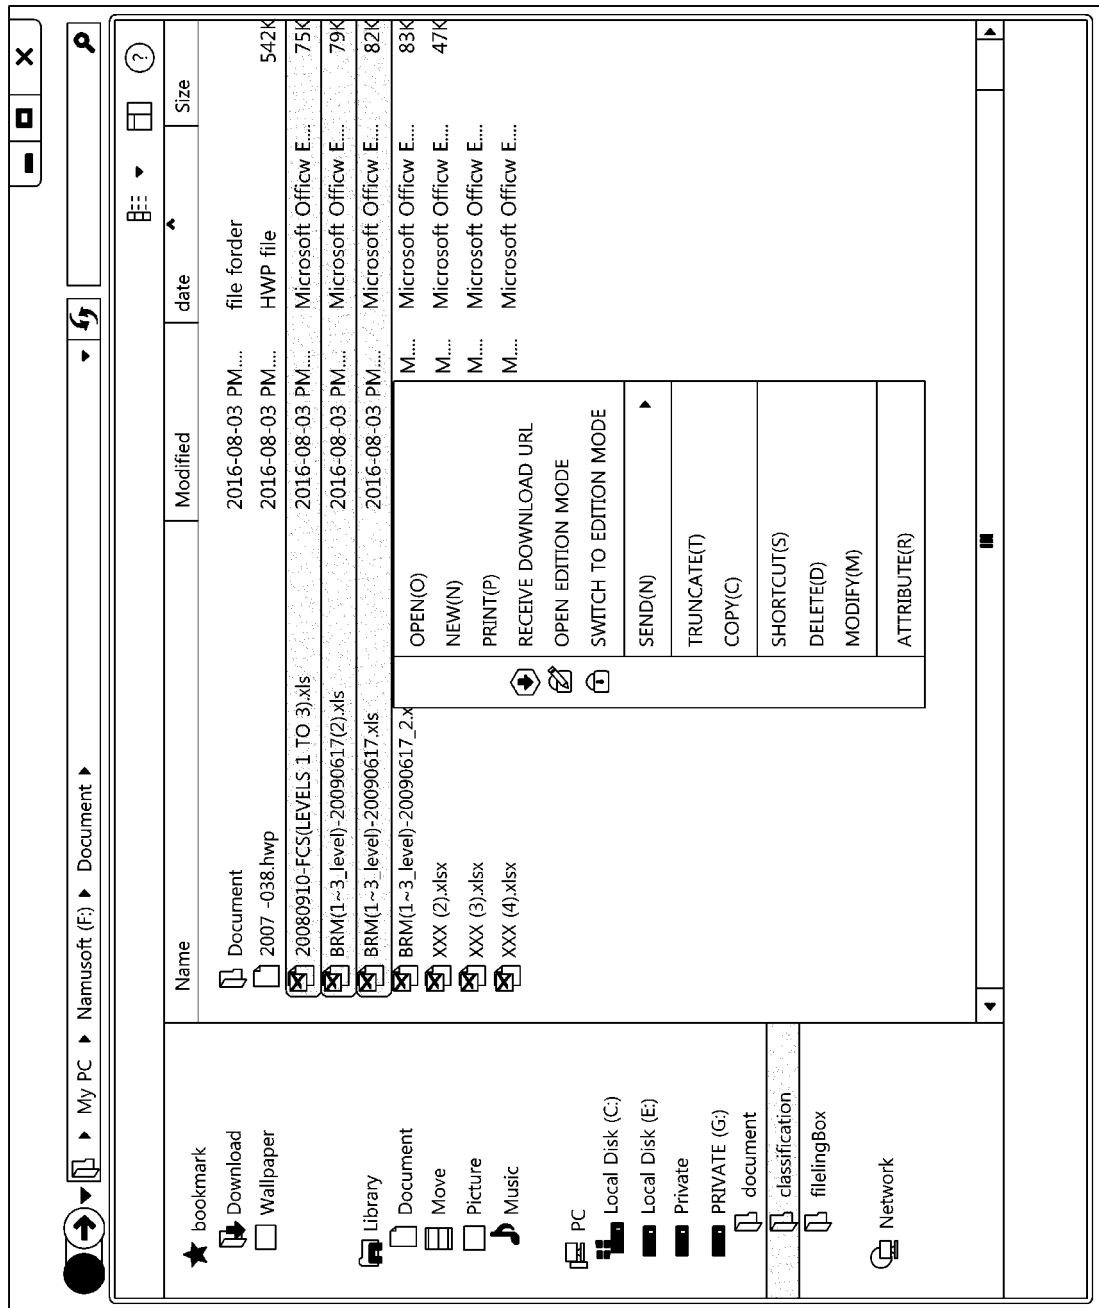 My PC Namusoft (F:) Document
?
Name Modified date Size
bookmark
Download
Wallpaper
Library
Document
Move
Picture
Music
PC
Local Disk (C:)
Local Disk (E:)
Private
PRIVATE (G:)
document
classification
filelingBox
Network
Document 2016-08-03 PM.... file forder
2007 -038.hwp 2016-08-03 PM.... HWP file 542K
20080910-FCS(LEVELS 1 TO 3).xls 2016-08-03 PM.... Microsoft Officw E.... 75K
BRM(1~3_level)-20090617(2).xls 2016-08-03 PM.... Microsoft Officw E.... 79K
BRM(1~3_level)-20090617.xls 2016-08-03 PM.... Microsoft Officw E.... 82K
BRM(1~3_level)-20090617_2.x M.... Microsoft Officw E.... 83K
XXX (2).xlsx M.... Microsoft Officw E.... 47K
XXX (3).xlsx M.... Microsoft Officw E....
XXX (4).xlsx M.... Microsoft Officw E....
OPEN(O)
NEW(N)
PRINT(P)
RECEIVE DOWNLOAD URL
OPEN EDITION MODE
SWITCH TO EDITION MODE
SEND(N)
TRUNCATE(T)
COPY(C)
SHORTCUT(S)
DELETE(D)
MODIFY(M)
ATTRIBUTE(R)